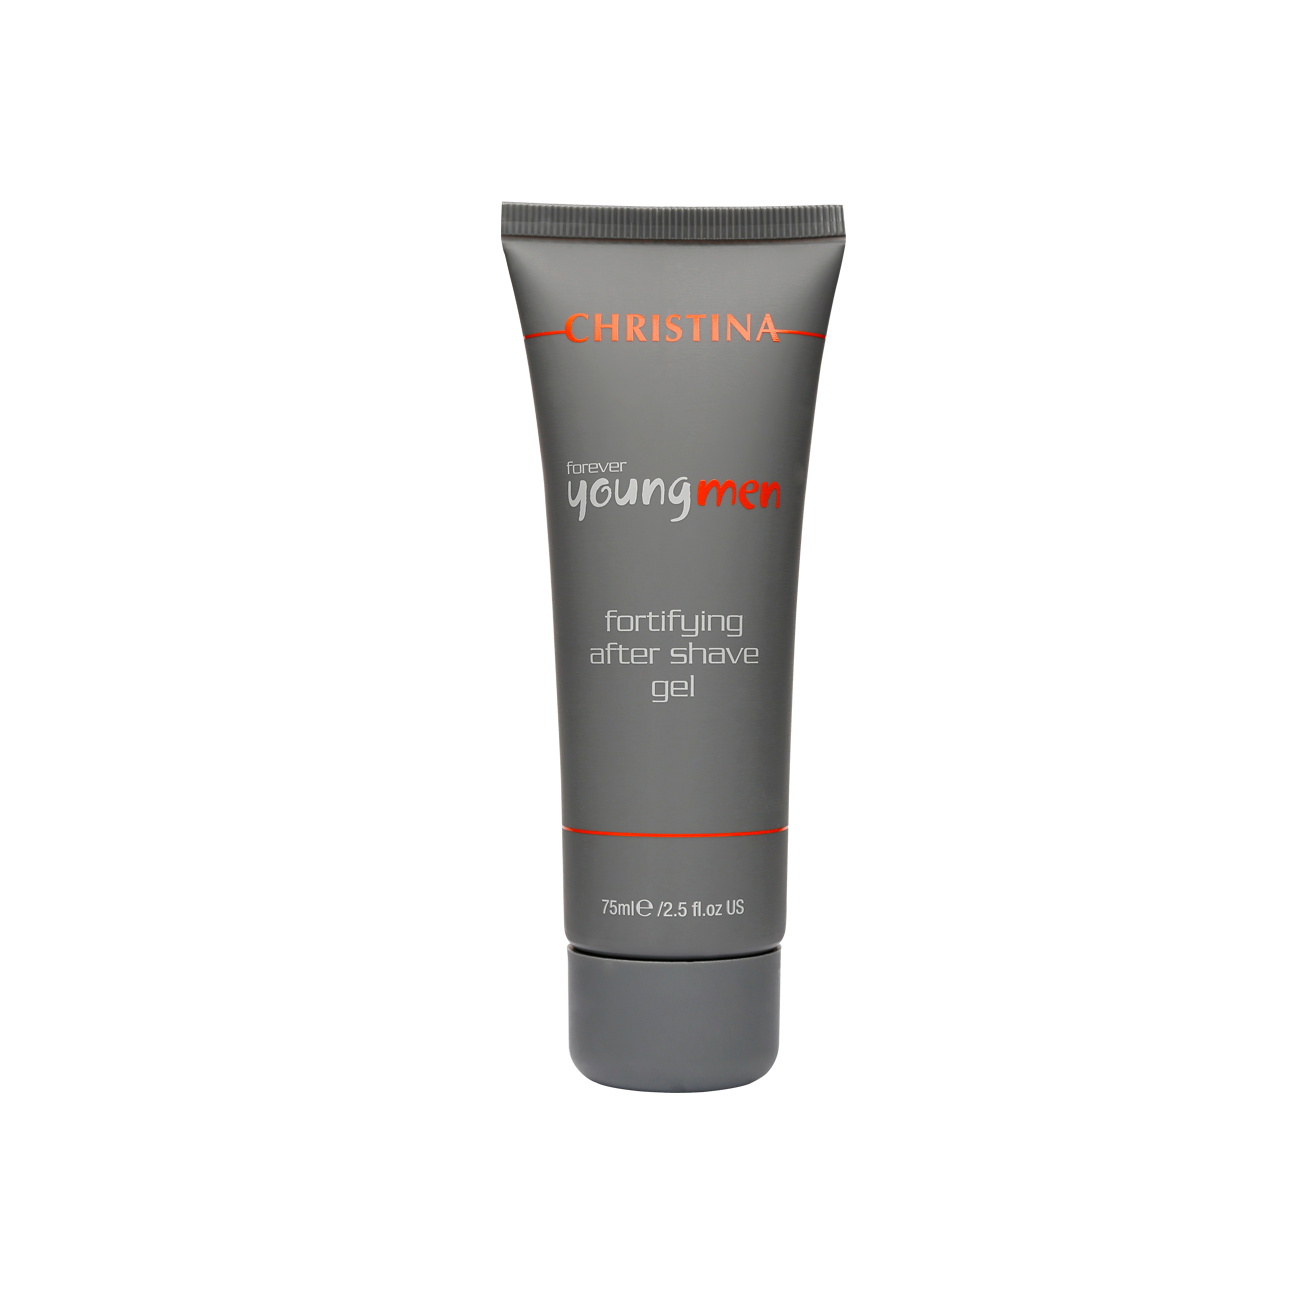 CHRISTINA
forever
youngmen
fortifying
after shave
gel
75ml℮ /2.5 fl.oz US